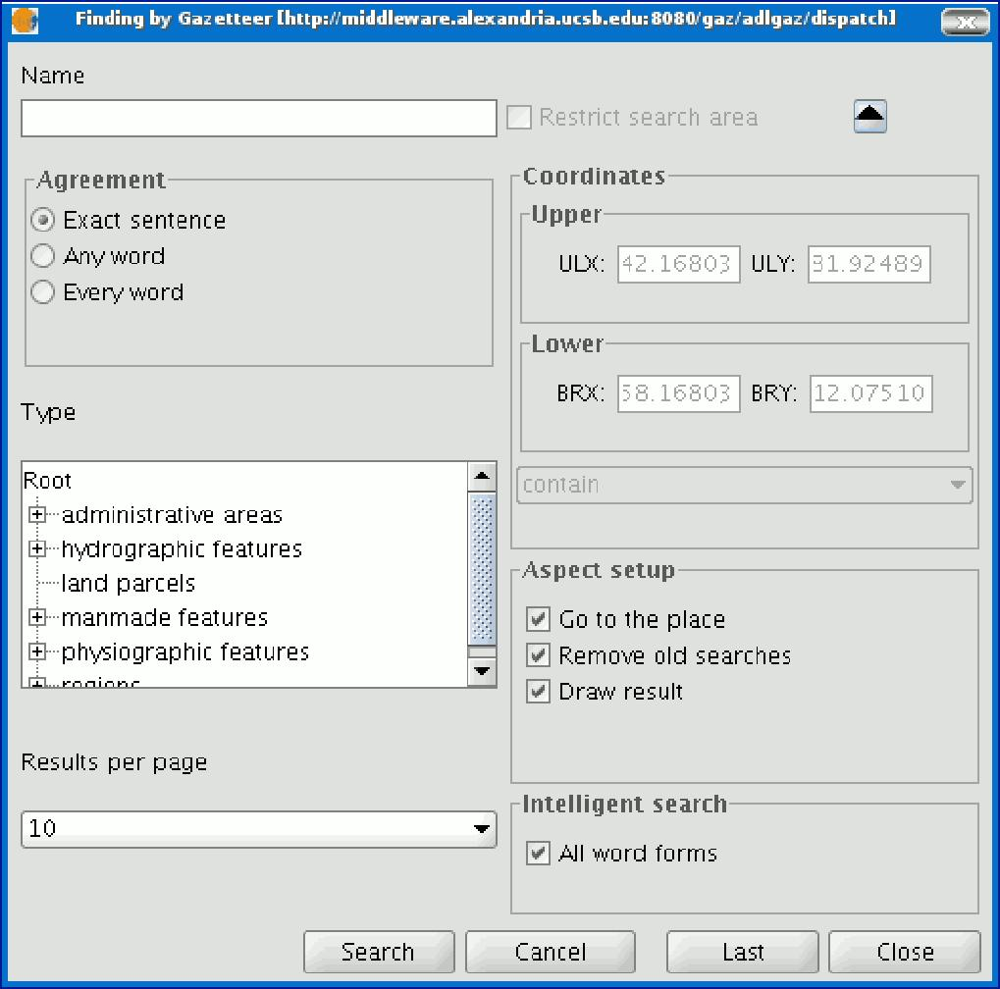 Finding by Gazetteer [http://middleware.alexandria.ucsb.edu:8080/gaz/adlgaz/dispatch]
Name
Restrict search area
Agreement
Exact sentence
Any word
Every word
Type
Root
administrative areas
hydrographic features
land parcels
manmade features
physiographic features
regions
Results per page
10
Coordinates
Upper
ULX: 42.16803 ULY: 31.92489
Lower
BRX: 58.16803 BRY: 12.07510
contain
Aspect setup
Go to the place
Remove old searches
Draw result
Intelligent search
All word forms
Search Cancel Last Close